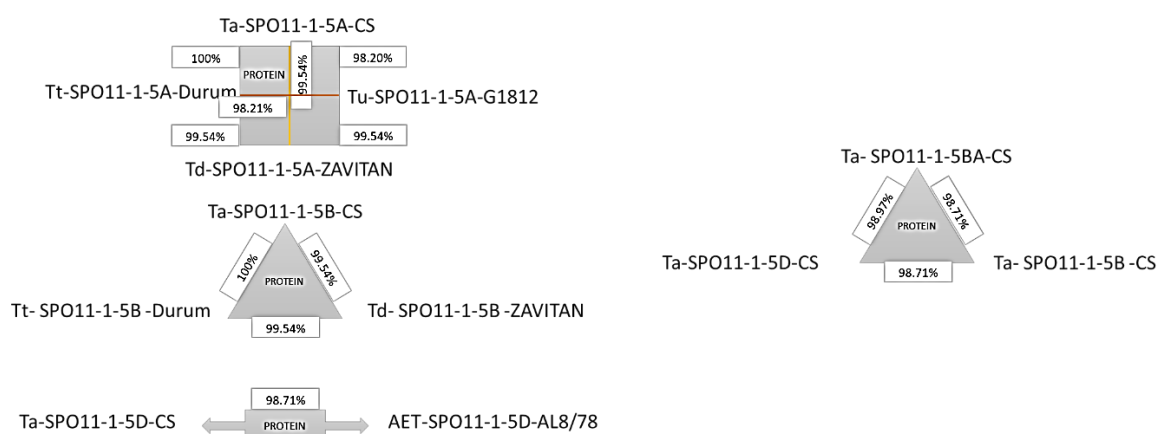 Ta-SPO11-1-5A-CS
100%
99.54%
98.20%
PROTEIN
Tt-SPO11-1-5A-Durum
98.21%
Tu-SPO11-1-5A-G1812
99.54%
99.54%
Td-SPO11-1-5A-ZAVITAN
Ta-SPO11-1-5B-CS
100%
99.54%
PROTEIN
Tt- SPO11-1-5B -Durum
Td- SPO11-1-5B -ZAVITAN
99.54%
98.71%
Ta-SPO11-1-5D-CS
PROTEIN
AET-SPO11-1-5D-AL8/78
Ta- SPO11-1-5BA-CS
98.97%
98.71%
PROTEIN
Ta-SPO11-1-5D-CS
Ta- SPO11-1-5B -CS
98.71%